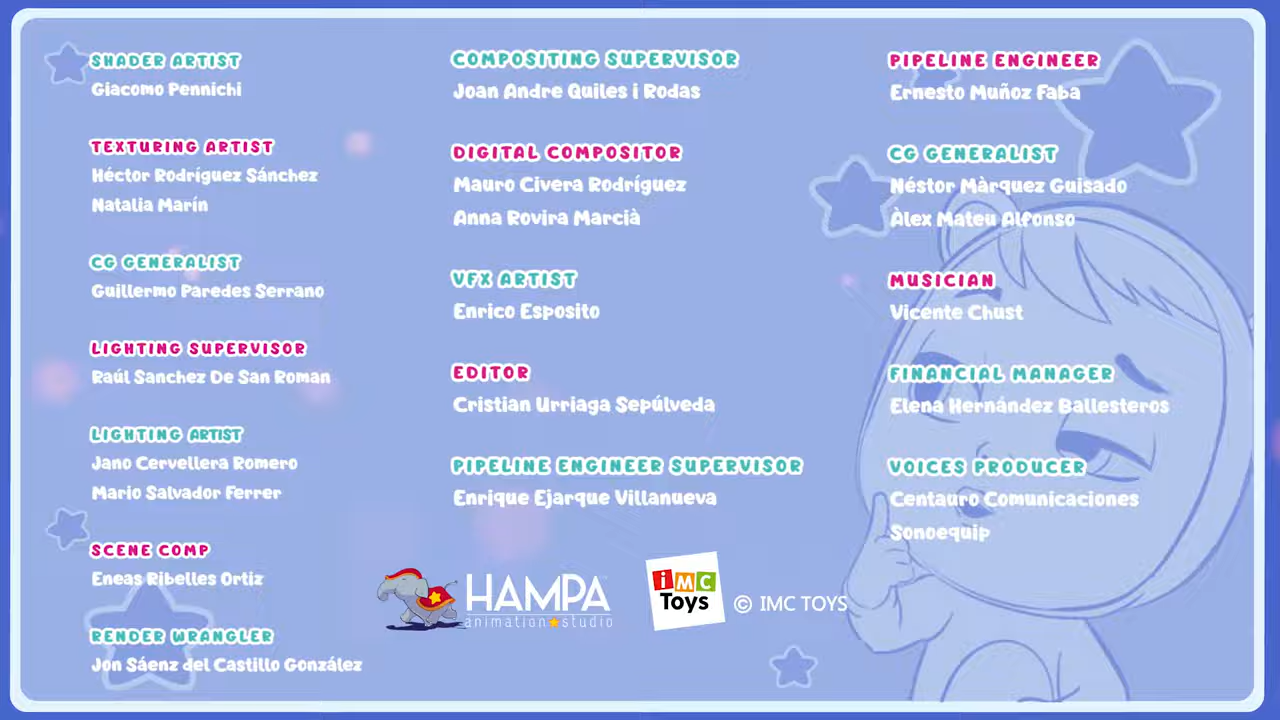 SHADER ARTIST
Giacomo Pennichi
TEXTURING ARTIST
Héctor Rodríguez Sánchez
Natalia Marín
CG GENERALIST
Guillermo Paredes Serrano
LIGHTING SUPERVISOR
Raúl Sanchez De San Roman
LIGHTING ARTIST
Jano Cervellera Romero
Mario Salvador Ferrer
SCENE COMP
Eneas Ribelles Ortiz
RENDER WRANGLER
Jon Sáenz del Castillo González
COMPOSITING SUPERVISOR
Joan Andre Quiles i Rodas
DIGITAL COMPOSITOR
Mauro Civera Rodríguez
Anna Rovira Marcià
VFX ARTIST
Enrico Esposito
EDITOR
Cristian Urriaga Sepúlveda
PIPELINE ENGINEER SUPERVISOR
Enrique Ejarque Villanueva
PIPELINE ENGINEER
Ernesto Muñoz Faba
CG GENERALIST
Néstor Màrquez Guisado
Àlex Mateu Alfonso
MUSICIAN
Vicente Chust
FINANCIAL MANAGER
Elena Hernández Ballesteros
VOICES PRODUCER
Centauro Comunicaciones
Sonoequip
HAMPA
animation studio
iMC
Toys
© IMC TOYS